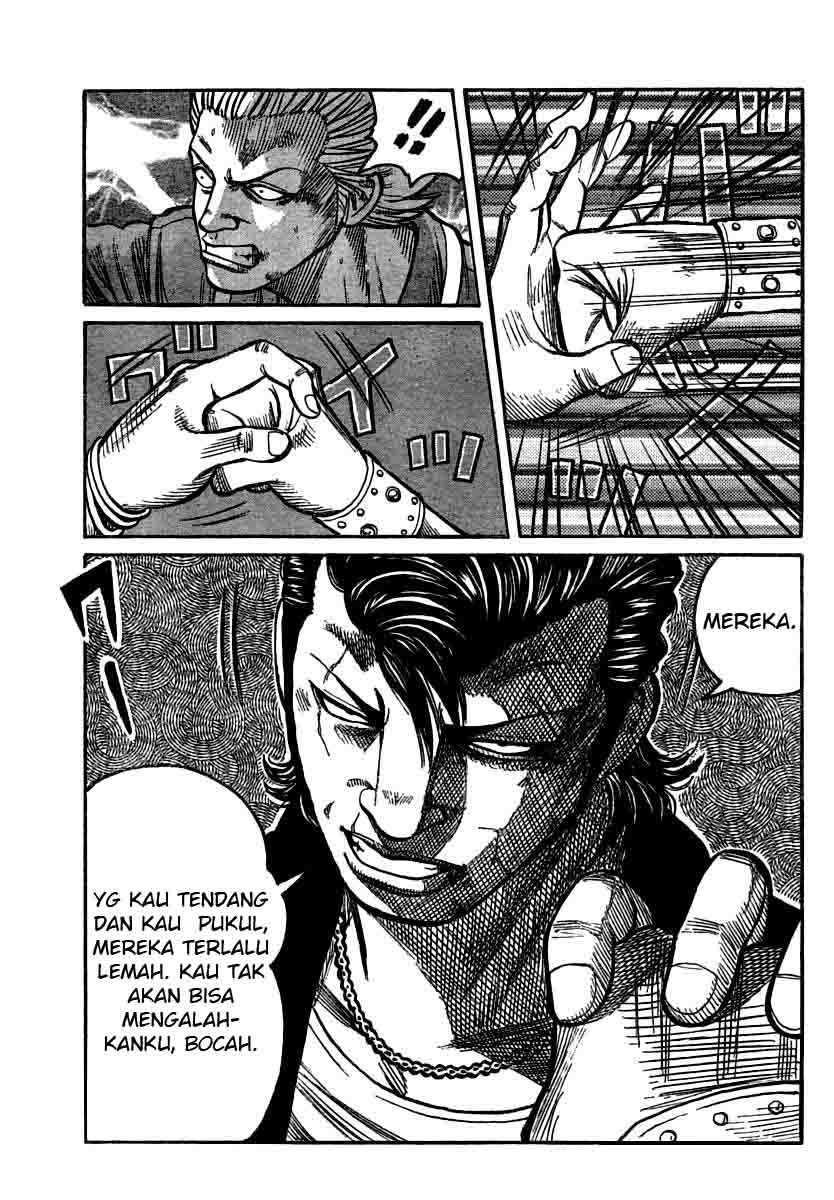 !!
MEREKA.
YG KAU TENDANG
DAN KAU PUKUL,
MEREKA TERLALU
LEMAH. KAU TAK
AKAN BISA
MENGALAH-
KANKU, BOCAH.